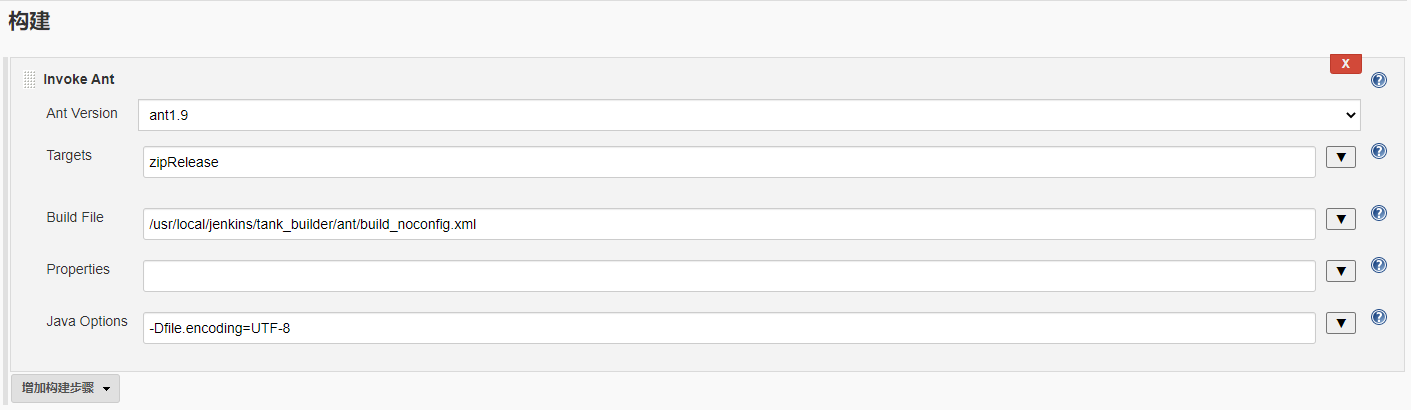 构建
X
Invoke Ant
Ant Version
ant1.9
Targets
zipRelease
Build File
/usr/local/jenkins/tank_builder/ant/build_noconfig.xml
Properties
Java Options
-Dfile.encoding=UTF-8
增加构建步骤